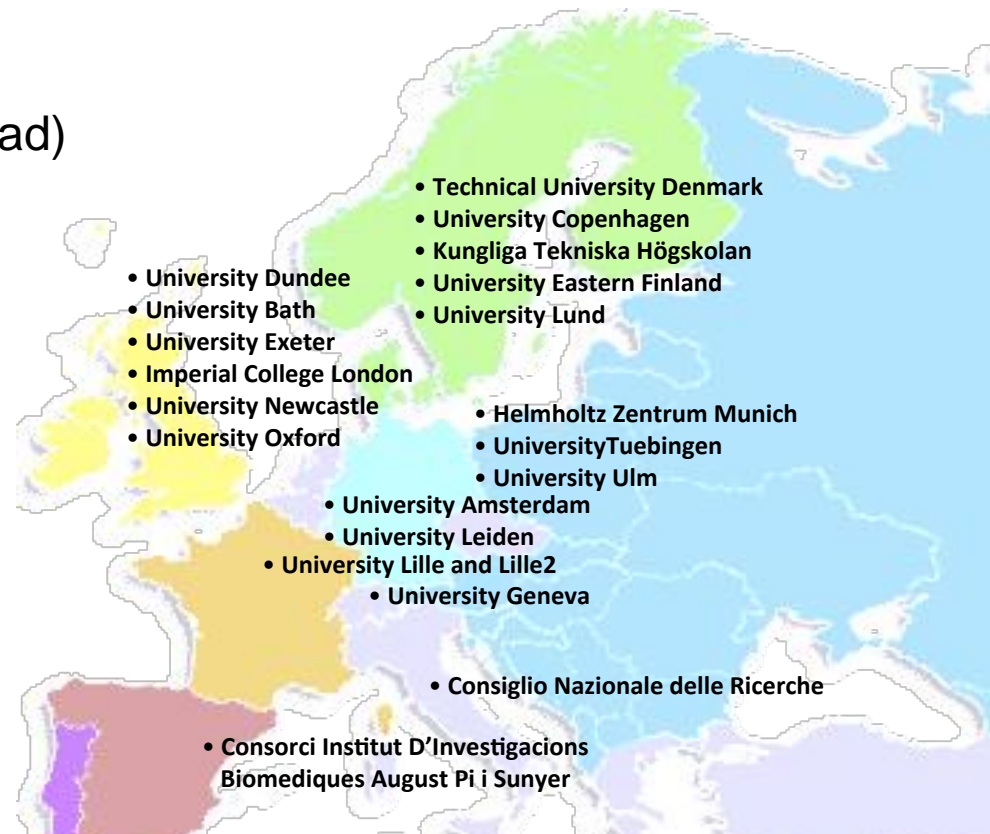 ad)
• Technical University Denmark
• University Copenhagen
• Kungliga Tekniska Högskolan
• University Eastern Finland
• University Lund
• University Dundee
• University Bath
• University Exeter
• Imperial College London
• University Newcastle
• University Oxford
• Helmholtz Zentrum Munich
• UniversityTuebingen
• University Ulm
• University Amsterdam
• University Leiden
• University Lille and Lille2
• University Geneva
• Consiglio Nazionale delle Ricerche
• Consorci Institut D'Investigacions
Biomediques August Pi i Sunyer